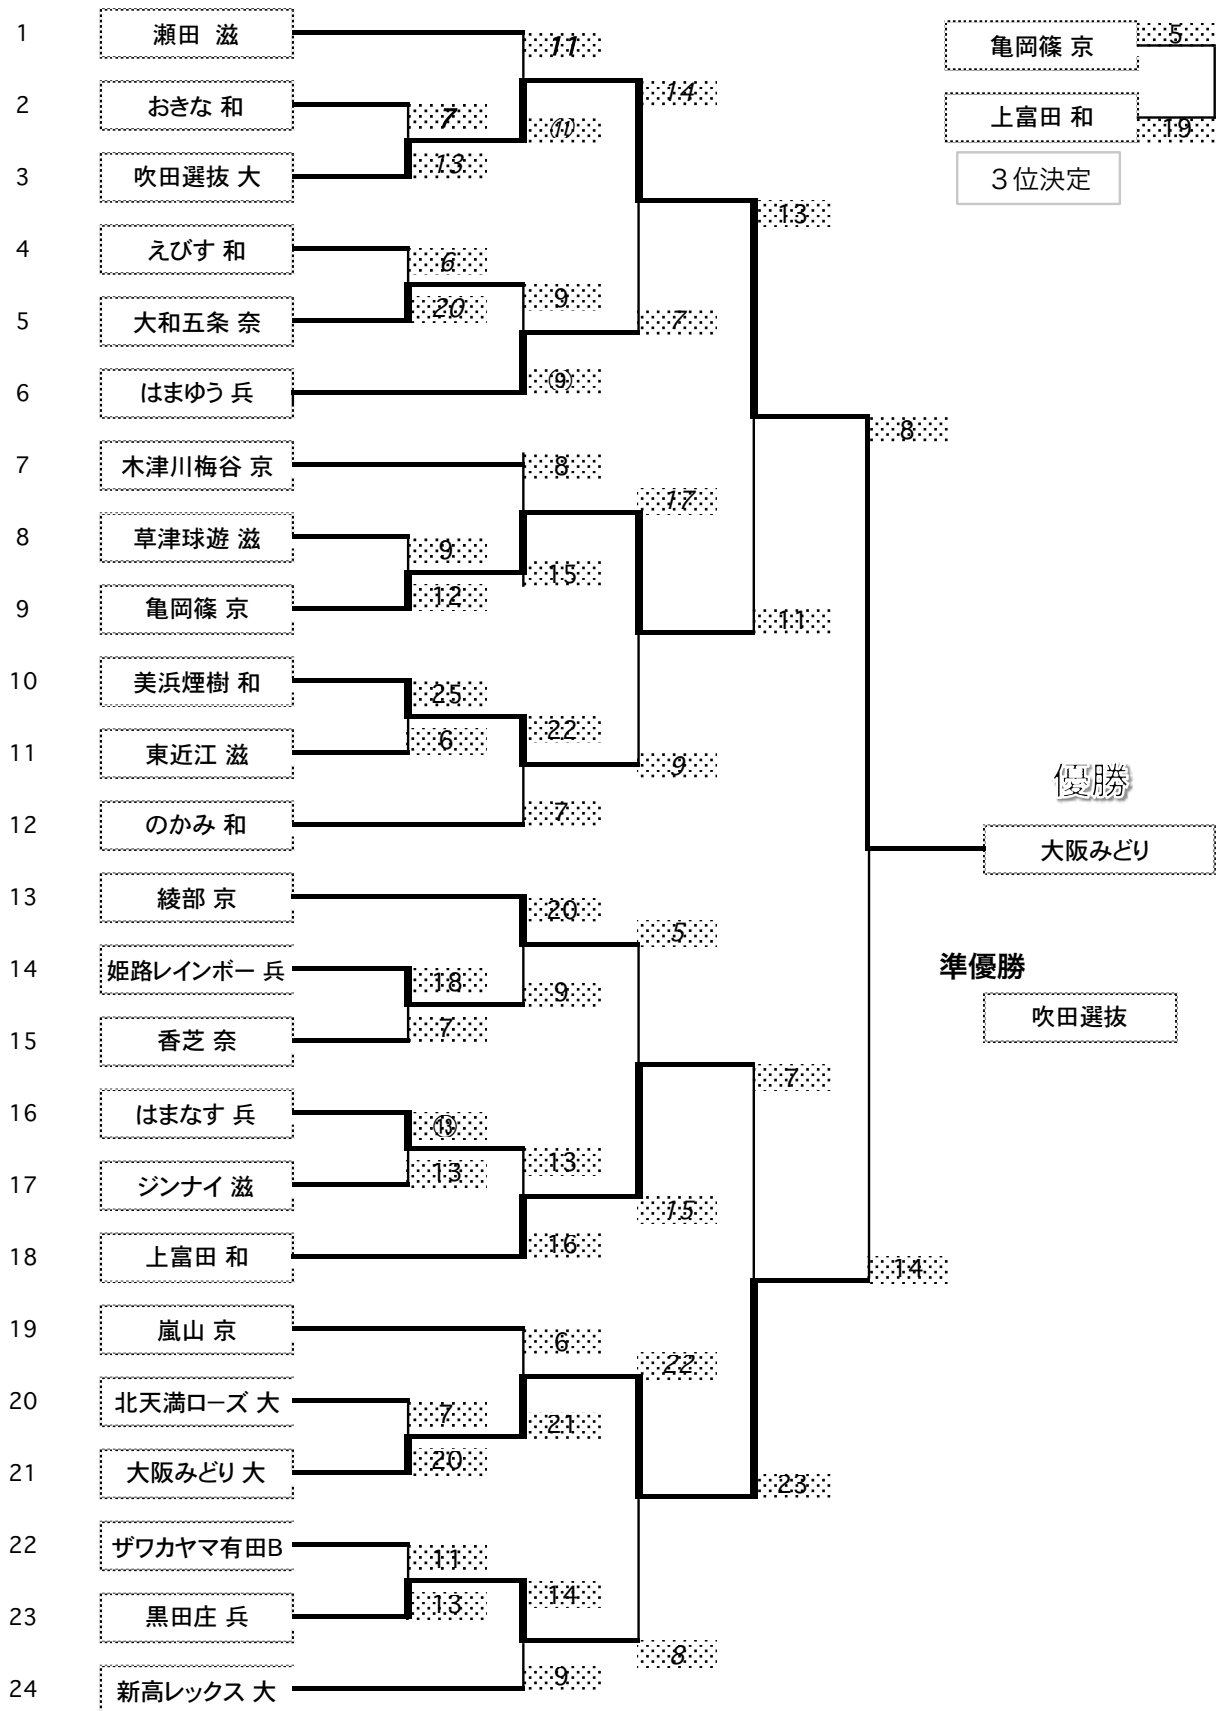 1 瀬田 滋
11
亀岡篠 京 5
2 おきな 和
7
14
上富田 和 19
⑪
3 吹田選抜 大
13
3位決定
13
4 えびす 和
6
9
5 大和五条 奈
20
7
6 はまゆう 兵
⑨
8
7 木津川梅谷 京
8
17
8 草津球遊 滋
9
15
9 亀岡篠 京
12
11
10 美浜煙樹 和
25
22
11 東近江 滋
6
9
優勝
12 のかみ 和
7
大阪みどり
13 綾部 京
20
5
14 姫路レインボー 兵
18
9
準優勝
吹田選抜
15 香芝 奈
7
7
16 はまなす 兵
⑬
13
17 ジンナイ 滋
13
15
18 上富田 和
16
14
19 嵐山 京
6
22
20 北天満ローズ 大
7
21
21 大阪みどり 大
20
23
22 ザワカヤマ有田B
11
14
23 黒田庄 兵
13
8
24 新高レックス 大
9